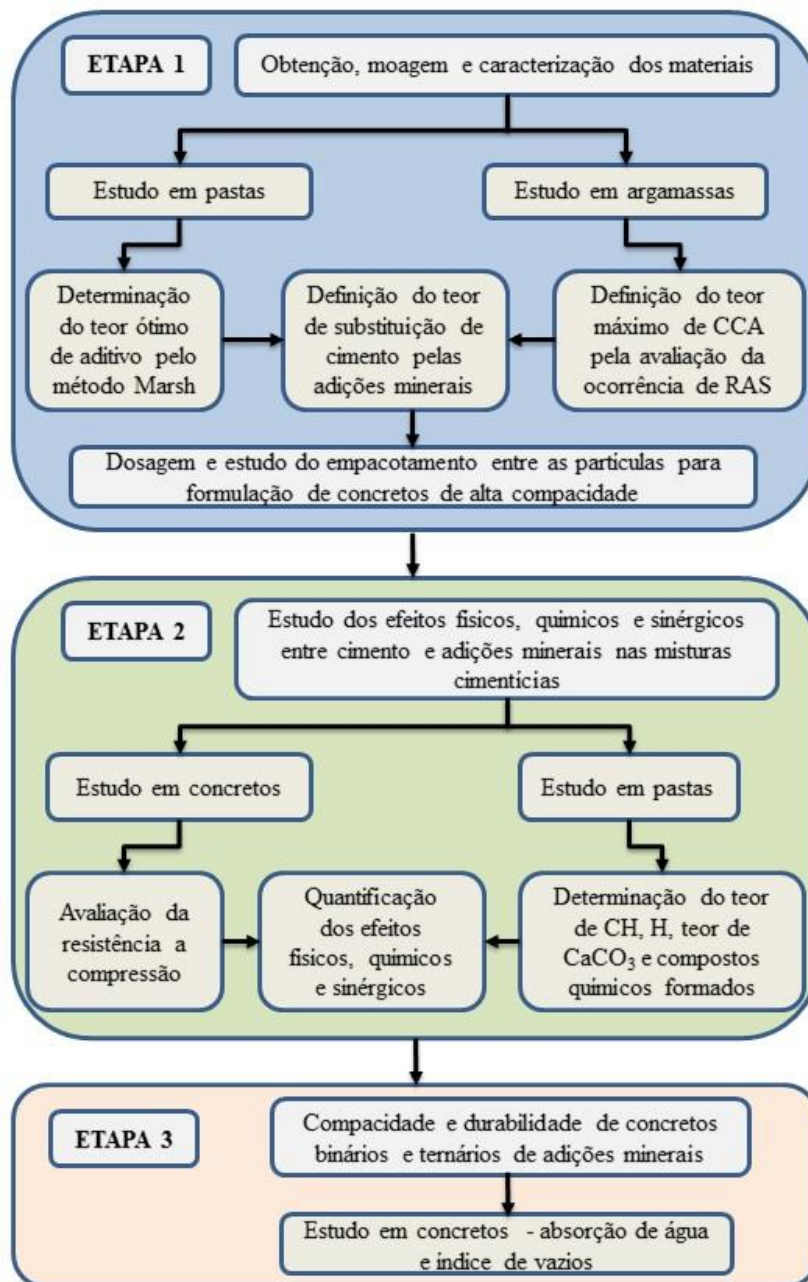 ETAPA 1
Obtenção, moagem e caracterização dos materiais
Estudo em pastas
Estudo em argamassas
Determinação
do teor ótimo
de aditivo pelo
método Marsh
Definição do teor
de substituição de
cimento pelas
adições minerais
Definição do teor
máximo de CCA
pela avaliação da
ocorrência de RAS
Dosagem e estudo do empacotamento entre as partículas para
formulação de concretos de alta compacidade
ETAPA 2
Estudo dos efeitos físicos, quimicos e sinérgicos
entre cimento e adições minerais nas misturas
cimentícias
Estudo em concretos
Estudo em pastas
Avaliação da
resistência a
compressão
Quantificação
dos efeitos
físicos, químicos
e sinérgicos
Determinação do teor
de CH, H, teor de
CaCO₃ e compostos
químicos formados
ETAPA 3
Compacidade e durabilidade de concretos
binários e ternários de adições minerais
Estudo em concretos - absorção de água
e índice de vazios